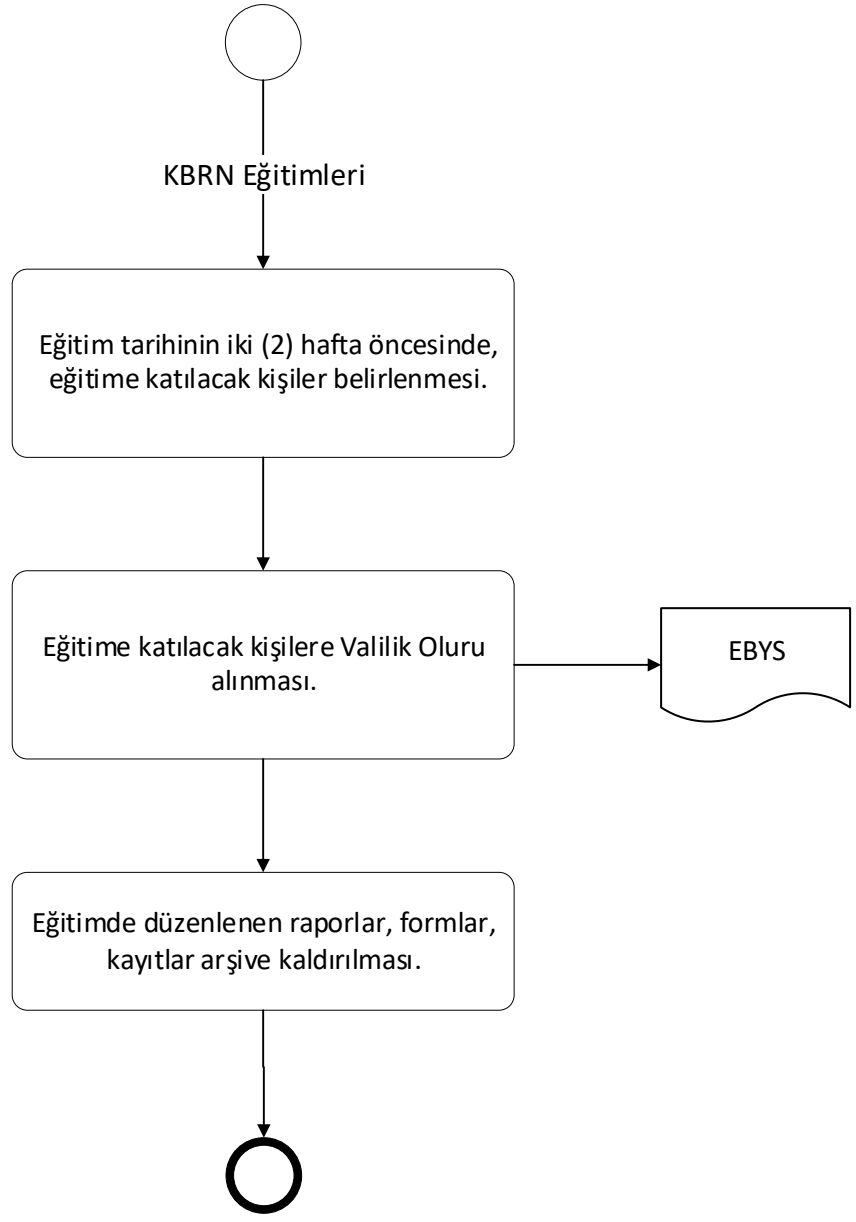 KBRN Eğitimleri
Eğitim tarihinin iki (2) hafta öncesinde,
eğitime katılacak kişiler belirlenmesi.
Eğitime katılacak kişilere Valilik Oluru
alınması.
EBYS
Eğitimde düzenlenen raporlar, formlar,
kayıtlar arşive kaldırılması.